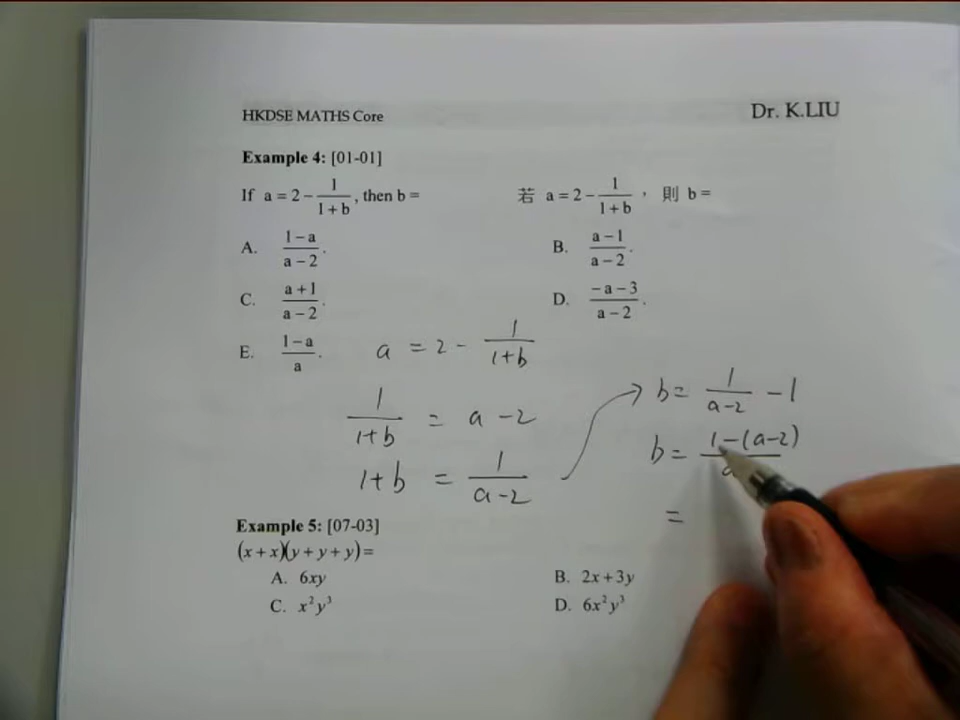 HKDSE MATHS Core Dr. K.LIU
Example 4: [01-01]
If a = 2 - 1/(1+b), then b = 若 a = 2 - 1/(1+b), 則 b =
A. (1-a)/(a-2). B. (a-1)/(a-2).
C. (a+1)/(a-2). D. (-a-3)/(a-2).
E. (1-a)/a.
a = 2 - 1/(1+b)
1/(1+b) = a - 2
1+b = 1/(a-2)
b = 1/(a-2) - 1
b = 1-(a-2)
=
Example 5: [07-03]
(x+x)(y+y+y)=
A. 6xy B. 2x+3y
C. x²y³ D. 6x²y³